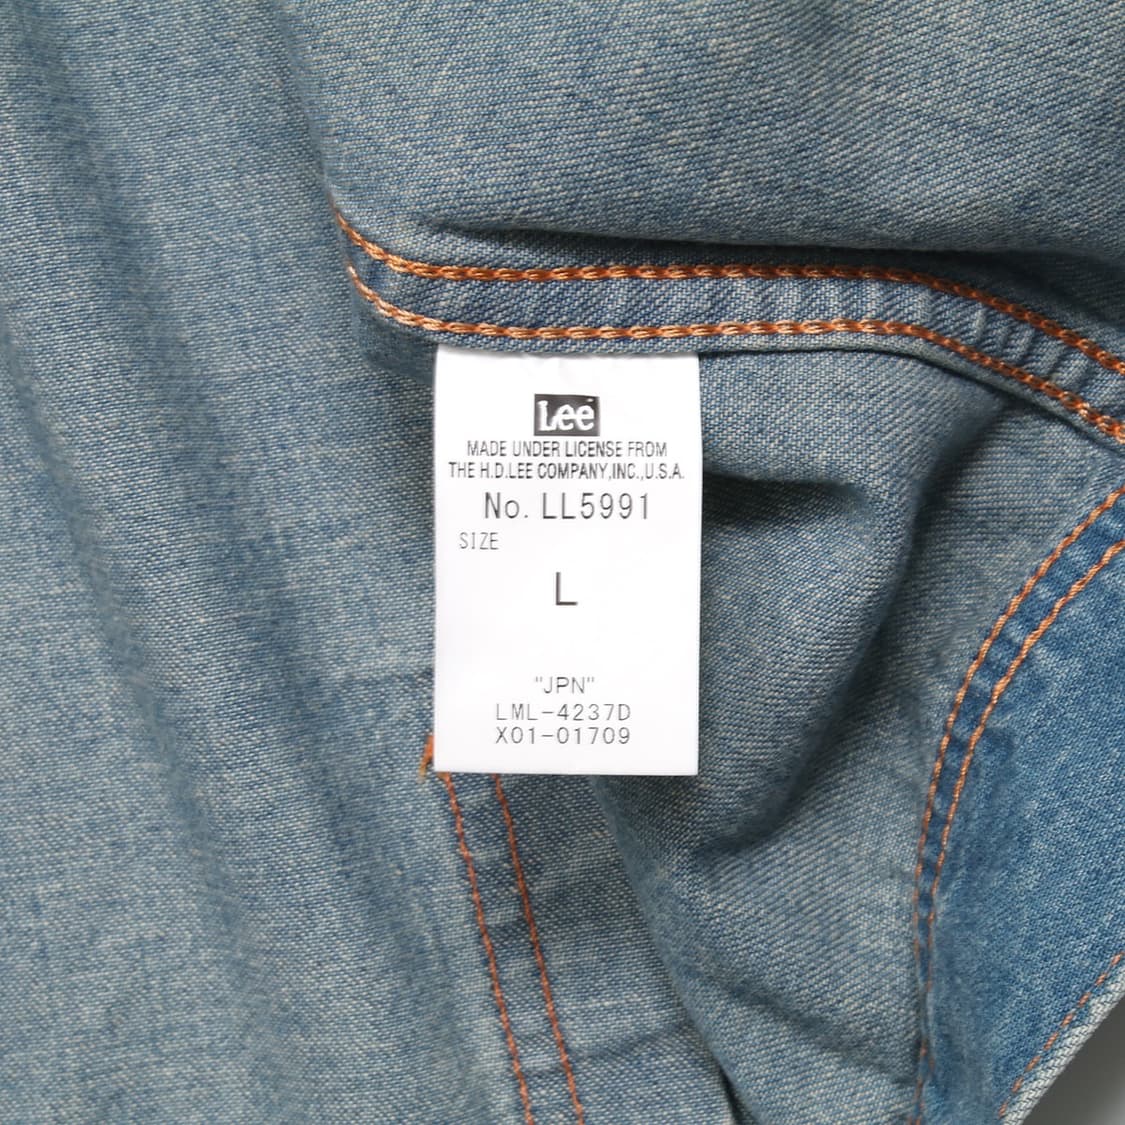 Lee
MADE UNDER LICENSE FROM
THE H.D.LEE COMPANY,INC.,U.S.A.
No. LL5991
SIZE
L
"JPN"
LML-4237D
X01-01709